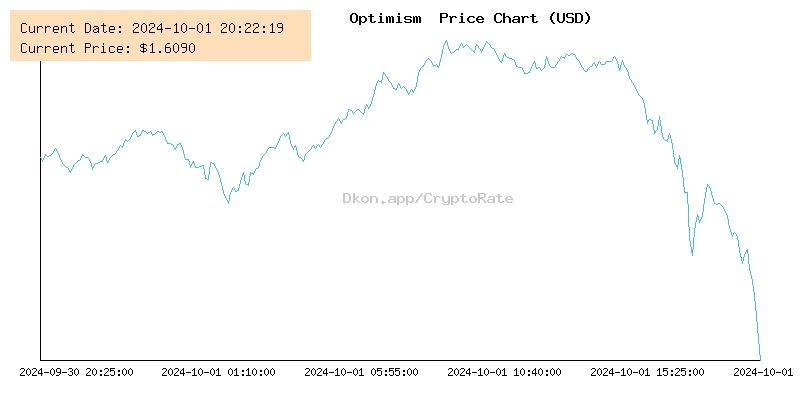 Optimism  Price Chart (USD)
Current Date: 2024-10-01 20:22:19
Current Price: $1.6090
Dkon.app/CryptoRate
2024-09-30 20:25:00 2024-10-01 01:10:00 2024-10-01 05:55:00 2024-10-01 10:40:00 2024-10-01 15:25:00 2024-10-01